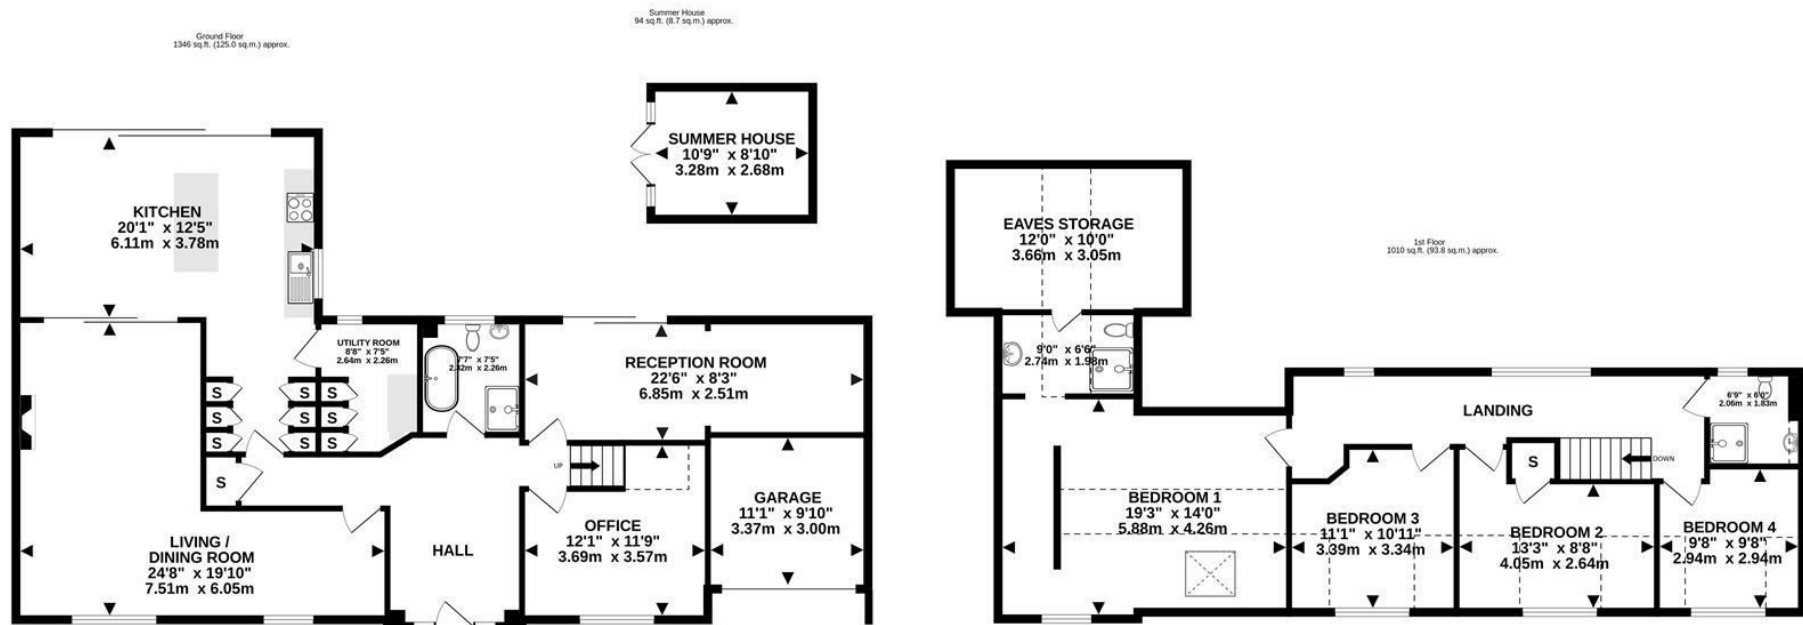 Summer House
94 sq.ft. (8.7 sq.m.) approx.
Ground Floor
1346 sq.ft. (125.0 sq.m.) approx.
SUMMER HOUSE
10'9" x 8'10"
3.28m x 2.68m
KITCHEN
20'1" x 12'5"
6.11m x 3.78m
UTILITY ROOM
8'8" x 7'5"
2.64m x 2.26m
7'7" x 7'5"
x 2.26m
RECEPTION ROOM
22'6" x 8'3"
6.85m x 2.51m
S
S
S
S
S
S
S
S
S
S
UP
GARAGE
11'1" x 9'10"
3.37m x 3.00m
OFFICE
12'1" x 11'9"
3.69m x 3.57m
HALL
LIVING /
DINING ROOM
24'8" x 19'10"
7.51m x 6.05m
1st Floor
1010 sq.ft. (93.8 sq.m.) approx.
EAVES STORAGE
12'0" x 10'0"
3.66m x 3.05m
9'0" x 6'6"
2.74m x 1.98m
LANDING
6'9" x 6'0"
2.06m x 1.83m
S
DOWN
BEDROOM 1
19'3" x 14'0"
5.88m x 4.26m
BEDROOM 3
11'1" x 10'11"
3.39m x 3.34m
BEDROOM 2
13'3" x 8'8"
4.05m x 2.64m
BEDROOM 4
9'8" x 9'8"
2.94m x 2.94m